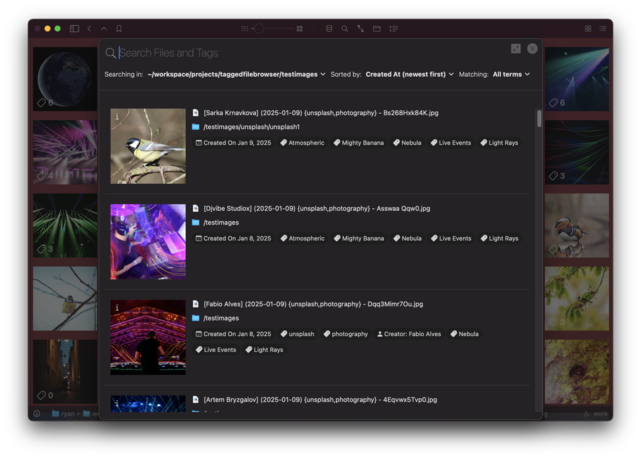 Search Files and Tags
Searching in: ~/workspace/projects/taggedfilebrowser/testimages Sorted by: Created At (newest first) Matching: All terms
[Sarka Krnavkova] (2025-01-09) {unsplash,photography} - Bs268Hxk84K.jpg
/testimages/unsplash/unsplash1
Created On Jan 9, 2025 Atmospheric Mighty Banana Nebula Live Events Light Rays
[Djvibe Studiox] (2025-01-09) {unsplash,photography} - Asswaa Qqw0.jpg
/testimages
Created On Jan 8, 2025 Atmospheric Mighty Banana Nebula Live Events Light Rays
[Fabio Alves] (2025-01-09) {unsplash,photography} - Dqq3Mimr7Ou.jpg
/testimages
Created On Jan 8, 2025 unsplash photography Creator: Fabio Alves Nebula
Live Events Light Rays
[Artem Bryzgalov] (2025-01-09) {unsplash,photography} - 4Eqvwx5Tvp0.jpg
6
6
4
3
3
3
0
ryan
work